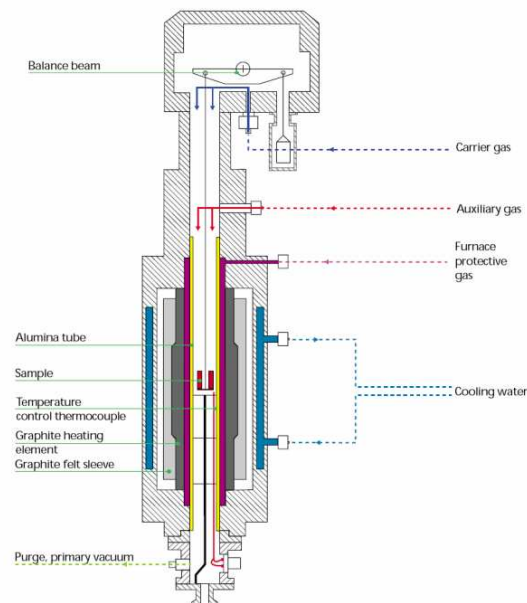 Balance beam
Carrier gas
Auxiliary gas
Furnace
protective
gas
Alumina tube
Sample
Temperature
control thermocouple
Graphite heating
element
Graphite felt sleeve
Cooling water
Purge, primary vacuum